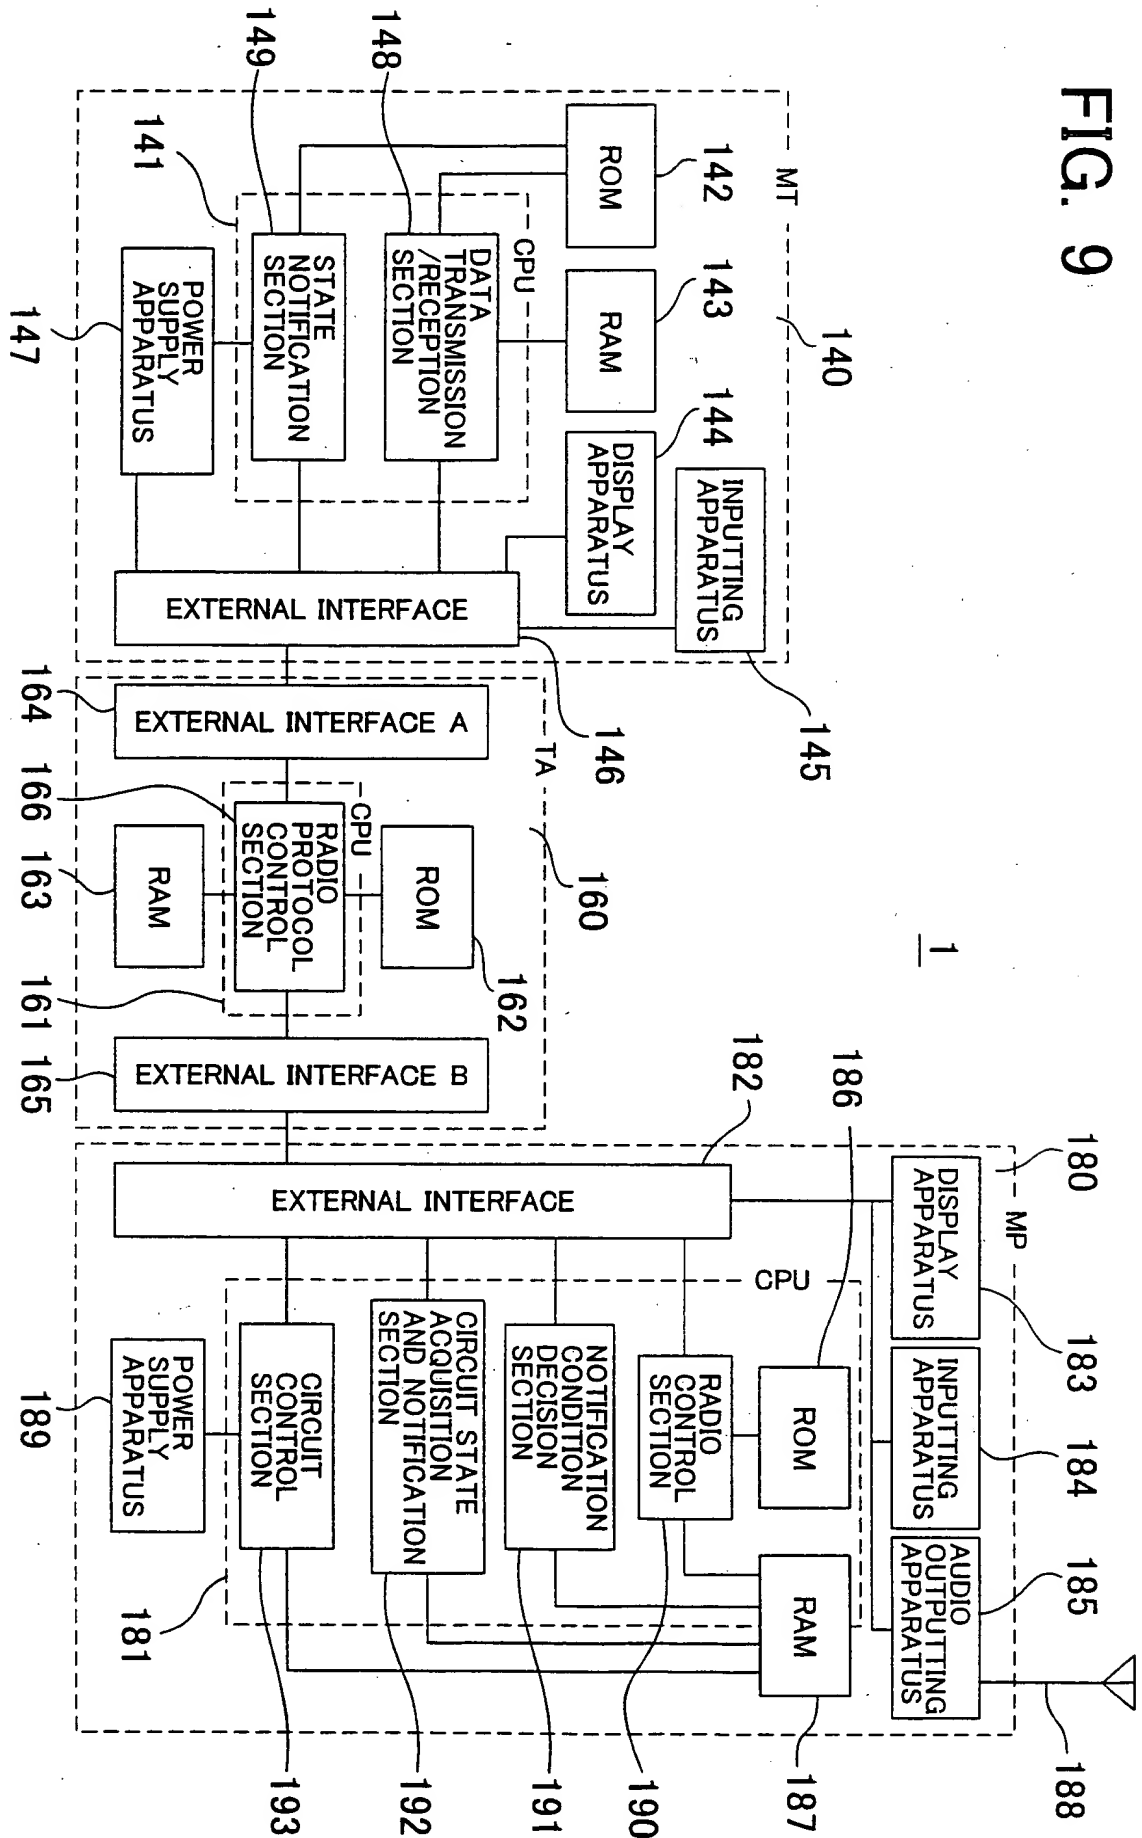 FIG. 9
1
MT
140
ROM
142
RAM
143
DISPLAY
APPARATUS
144
INPUTTING
APPARATUS
145
CPU
141
DATA
TRANSMISSION
/RECEPTION
SECTION
148
STATE
NOTIFICATION
SECTION
149
POWER
SUPPLY
APPARATUS
147
EXTERNAL INTERFACE
146
TA
160
EXTERNAL INTERFACE A
164
CPU
161
RADIO
PROTOCOL
CONTROL
SECTION
166
ROM
162
RAM
163
EXTERNAL INTERFACE B
165
MP
180
EXTERNAL INTERFACE
182
DISPLAY
APPARATUS
183
INPUTTING
APPARATUS
184
AUDIO
OUTPUTTING
APPARATUS
185
188
CPU
181
ROM
186
RAM
187
RADIO
CONTROL
SECTION
190
NOTIFICATION
CONDITION
DECISION
SECTION
191
CIRCUIT STATE
ACQUISITION
AND NOTIFICATION
SECTION
192
CIRCUIT
CONTROL
SECTION
193
POWER
SUPPLY
APPARATUS
189